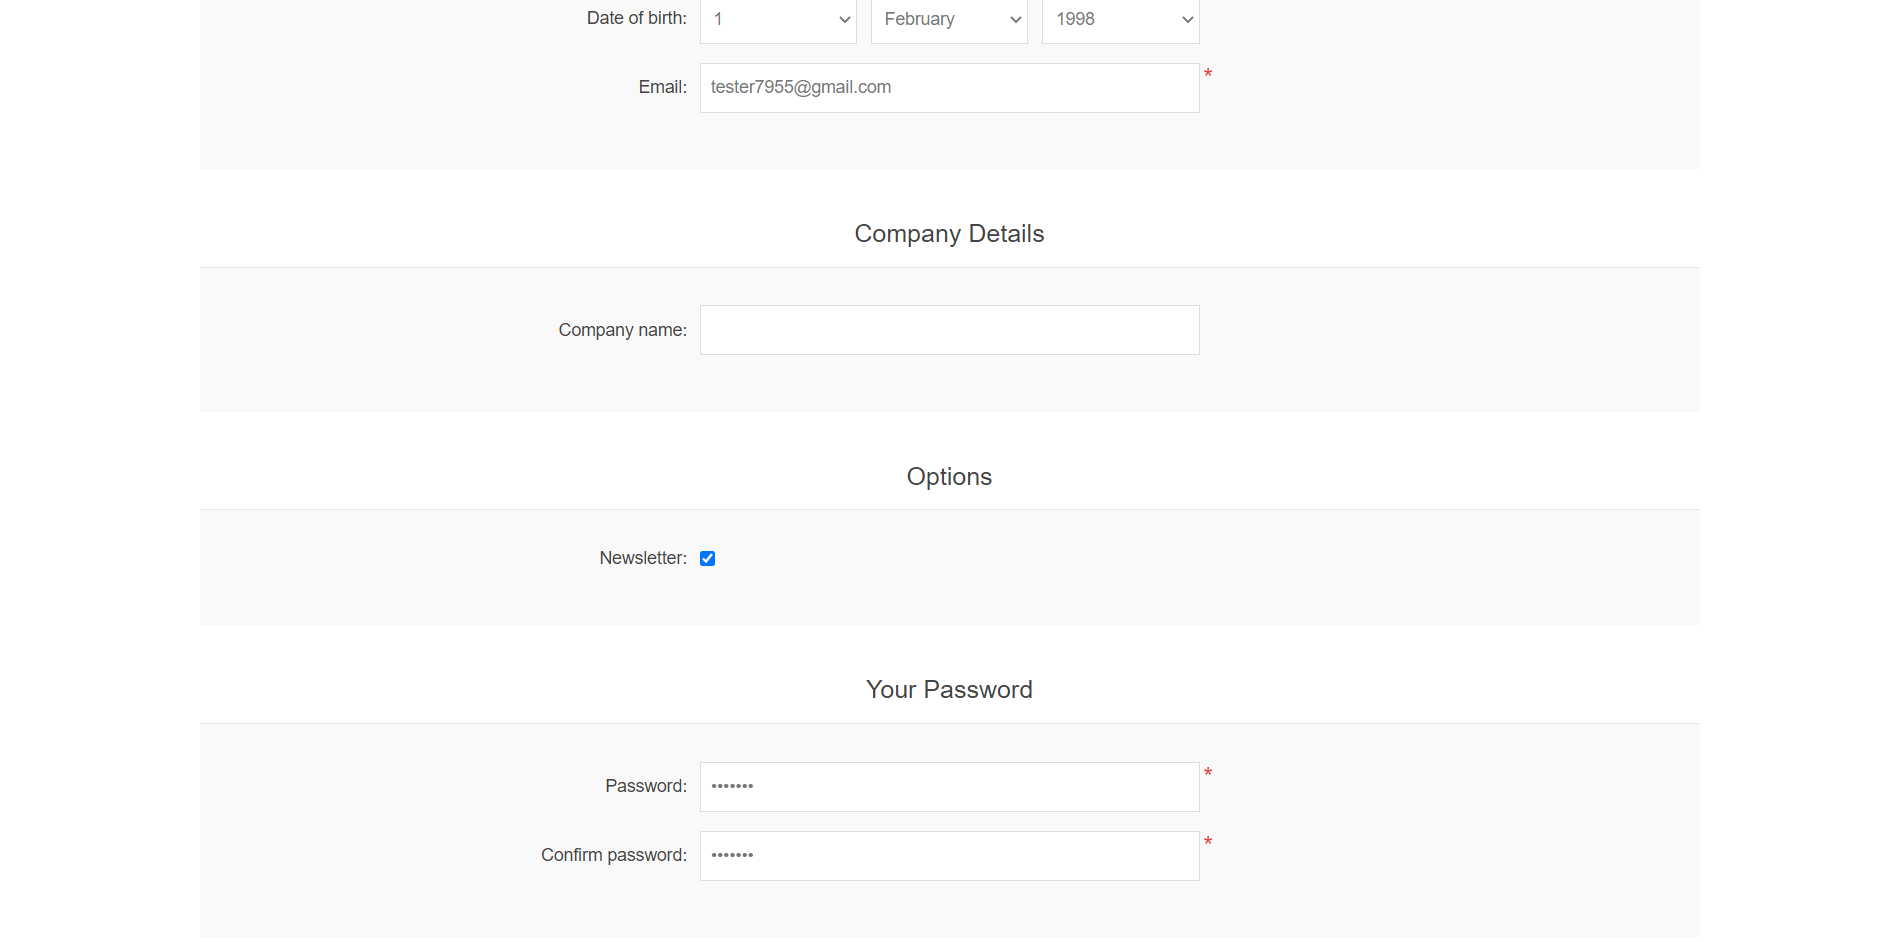 Date of birth: 1 February 1998
Email: tester7955@gmail.com *
Company Details
Company name:
Options
Newsletter:
Your Password
Password: ••••••• *
Confirm password: ••••••• *